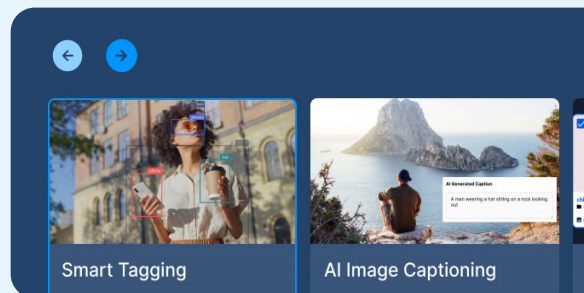 AI Generated Caption
A man wearing a hat sitting on a rock looking
out
Smart Tagging
AI Image Captioning